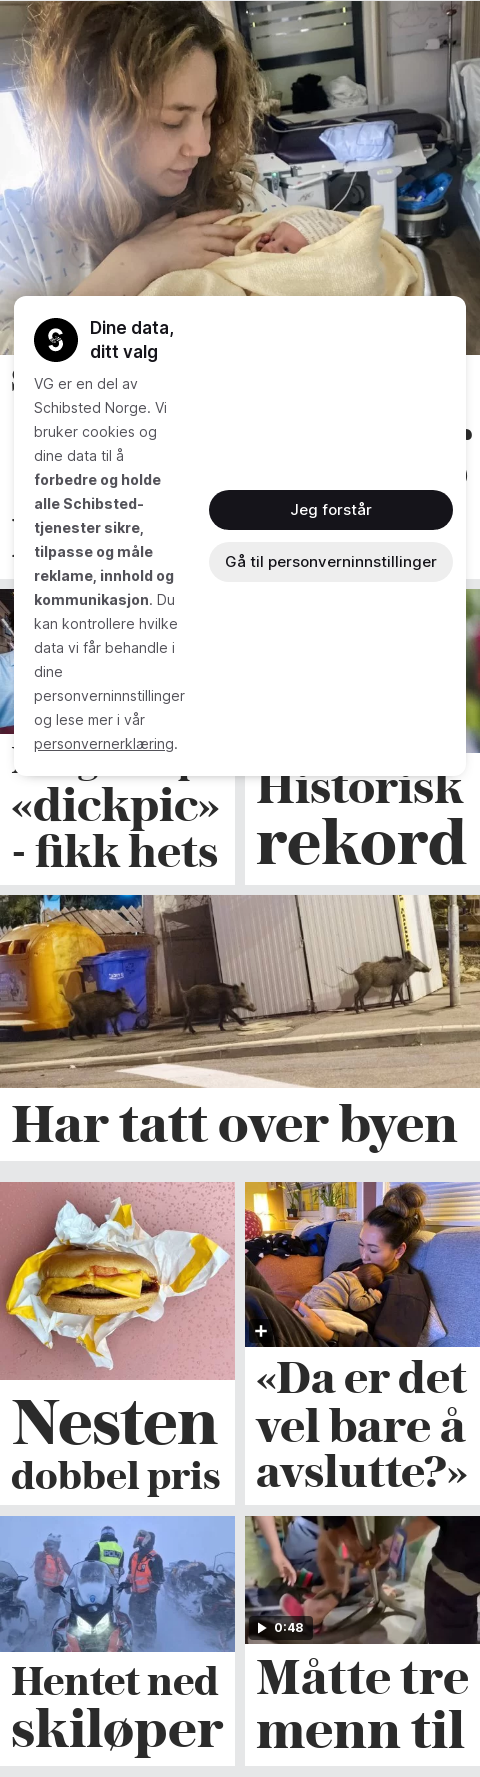 Dine data,
ditt valg
VG er en del av
Schibsted Norge. Vi
bruker cookies og
dine data til å
forbedre og holde
alle Schibsted-
tjenester sikre,
tilpasse og måle
reklame, innhold og
kommunikasjon. Du
kan kontrollere hvilke
data vi får behandle i
dine
personverninnstillinger
og lese mer i vår
personvernerklæring.
Jeg forstår
Gå til personverninnstillinger
«dickpic»
- fikk hets
Historisk
rekord
Har tatt over byen
Nesten
dobbel pris
«Da er det
vel bare å
avslutte?»
Hentet ned
skiløper
0:48
Måtte tre
menn til